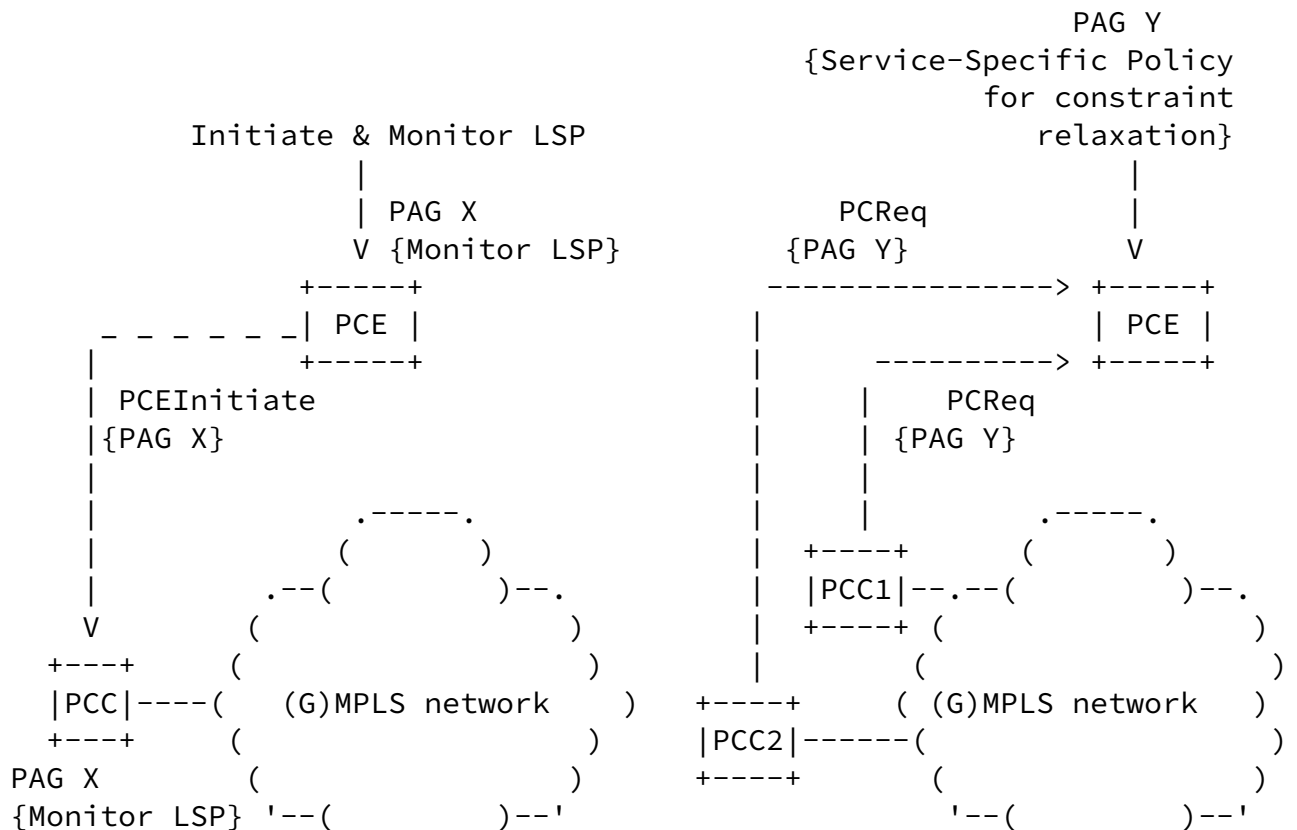 PAG Y
{Service-Specific Policy
for constraint
Initiate & Monitor LSP relaxation}
PAG X PCReq
V {Monitor LSP} {PAG Y} V
PCE PCE
PCEInitiate PCReq
{PAG X} {PAG Y}
PCC1
V
PCC (G)MPLS network (G)MPLS network
PCC2
PAG X
{Monitor LSP}